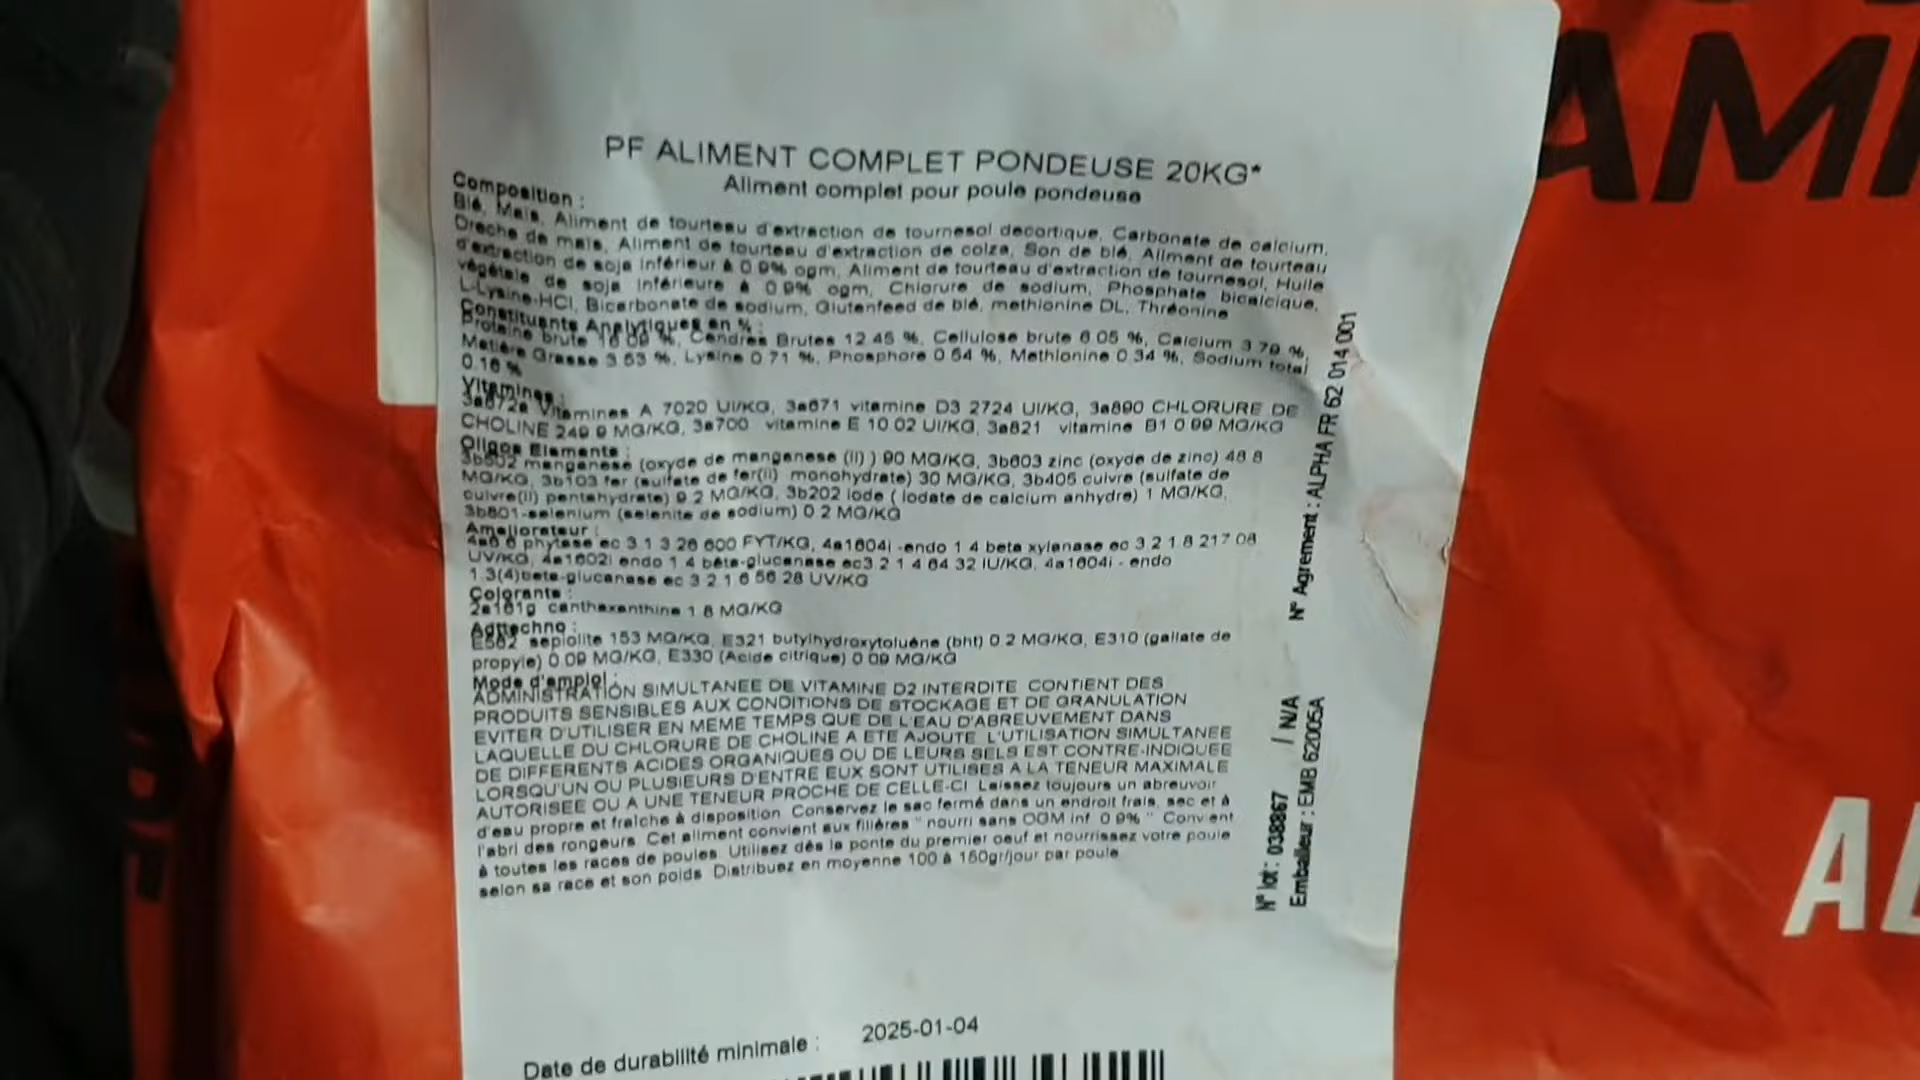 PF ALIMENT COMPLET PONDEUSE 20KG*
Aliment complet pour poule pondeuse
Composition :
Blé, Maïs, Aliment de tourteau d'extraction de tournesol decortique, Carbonate de calcium,
Dreche de maïs, Aliment de tourteau d'extraction de colza, Son de blé, Aliment de tourteau
d'extraction de soja inférieur à 0 9% ogm, Aliment de tourteau d'extraction de tournesol, Huile
végétale de soja inférieure à 0 9% ogm, Chlorure de sodium, Phosphate bicalcique,
L-Lysine-HCl, Bicarbonate de sodium, Glutenfeed de blé, methionine DL, Thréonine
Constituants Analytiques en % :
Protéine brute 16 09 %, Cendres Brutes 12 45 %, Cellulose brute 6 05 %, Calcium 3 79 %,
Matière Grasse 3 53 %, Lysine 0 71 %, Phosphore 0 54 %, Methionine 0 34 %, Sodium total
0.16 %
Vitamines :
3a672a Vitamines A 7020 UI/KG, 3a671 vitamine D3 2724 UI/KG, 3a890 CHLORURE DE
CHOLINE 249 9 MG/KG, 3a700 vitamine E 10 02 UI/KG, 3a821 vitamine B1 0 99 MG/KG
Oligos Elements :
3b502 manganese (oxyde de manganese (II) ) 90 MG/KG, 3b603 zinc (oxyde de zinc) 48 8
MG/KG, 3b103 fer (sulfate de fer(II) monohydrate) 30 MG/KG, 3b405 cuivre (sulfate de
cuivre(II) pentahydrate) 9 2 MG/KG, 3b202 iode ( iodate de calcium anhydre) 1 MG/KG,
3b801-selenium (selenite de sodium) 0 2 MG/KG
Ameliorateur :
4a6 6 phytase ec 3 1 3 26 600 FYT/KG, 4a1604i -endo 1 4 beta xylanase ec 3 2 1 8 217 08
UV/KG, 4a1602i endo 1 4 béta-glucanase ec3 2 1 4 64 32 IU/KG, 4a1604i - endo
1.3(4)beta-glucanase ec 3 2 1 6 56 28 UV/KG
Colorants :
2a161g canthaxanthine 1 8 MG/KG
Adttechno :
E562 sepiolite 153 MG/KG, E321 butylhydroxytoluéne (bht) 0 2 MG/KG, E310 (gallate de
propyle) 0 09 MG/KG, E330 (Acide citrique) 0 09 MG/KG
Mode d'emploi :
ADMINISTRATION SIMULTANEE DE VITAMINE D2 INTERDITE CONTIENT DES
PRODUITS SENSIBLES AUX CONDITIONS DE STOCKAGE ET DE GRANULATION
EVITER D'UTILISER EN MEME TEMPS QUE DE L'EAU D'ABREUVEMENT DANS
LAQUELLE DU CHLORURE DE CHOLINE A ETE AJOUTE L'UTILISATION SIMULTANEE
DE DIFFERENTS ACIDES ORGANIQUES OU DE LEURS SELS EST CONTRE-INDIQUEE
LORSQU'UN OU PLUSIEURS D'ENTRE EUX SONT UTILISES A LA TENEUR MAXIMALE
AUTORISEE OU A UNE TENEUR PROCHE DE CELLE-CI Laissez toujours un abreuvoir
d'eau propre et fraîche à disposition Conservez le sac fermé dans un endroit frais, sec et à
l'abri des rongeurs Cet aliment convient aux filières " nourri sans OGM inf 0 9% " Convient
à toutes les races de poules Utilisez dès la ponte du premier oeuf et nourrissez votre poule
selon sa race et son poids Distribuez en moyenne 100 à 150gr/jour par poule
Date de durabilité minimale : 2025-01-04
N° lot : 038867 / N/A
Emballeur : EMB 62005A
N° Agrement : ALPHA FR 62 014 001
AM
AL